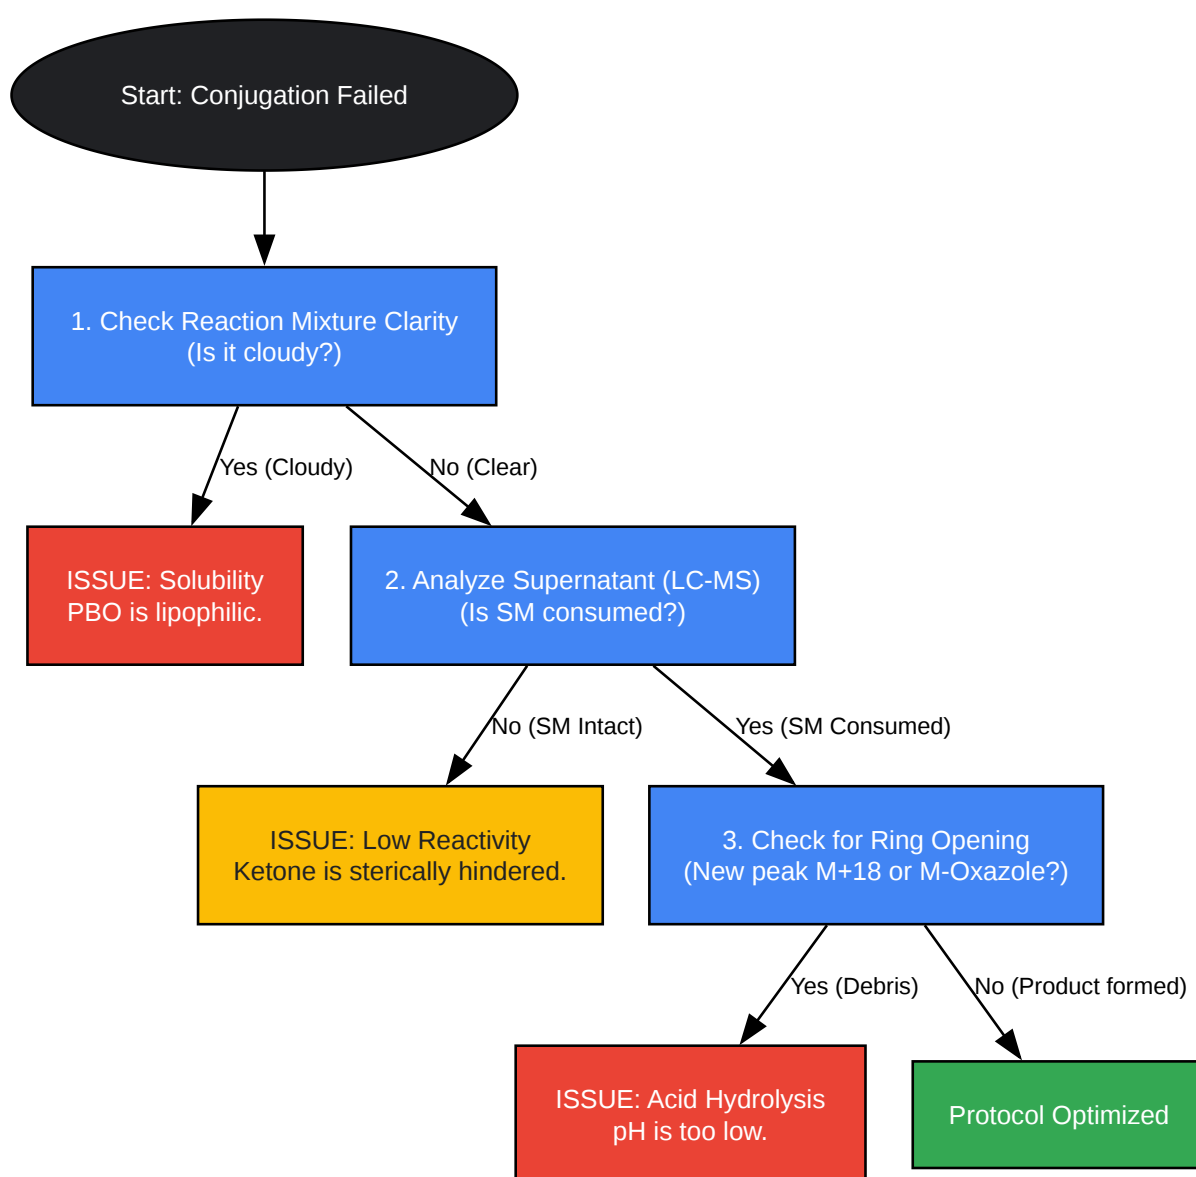 Start: Conjugation Failed
1. Check Reaction Mixture Clarity
(Is it cloudy?)
Yes (Cloudy)
No (Clear)
ISSUE: Solubility
PBO is lipophilic.
2. Analyze Supernatant (LC-MS)
(Is SM consumed?)
No (SM Intact)
Yes (SM Consumed)
ISSUE: Low Reactivity
Ketone is sterically hindered.
3. Check for Ring Opening
(New peak M+18 or M-Oxazole?)
Yes (Debris)
No (Product formed)
ISSUE: Acid Hydrolysis
pH is too low.
Protocol Optimized